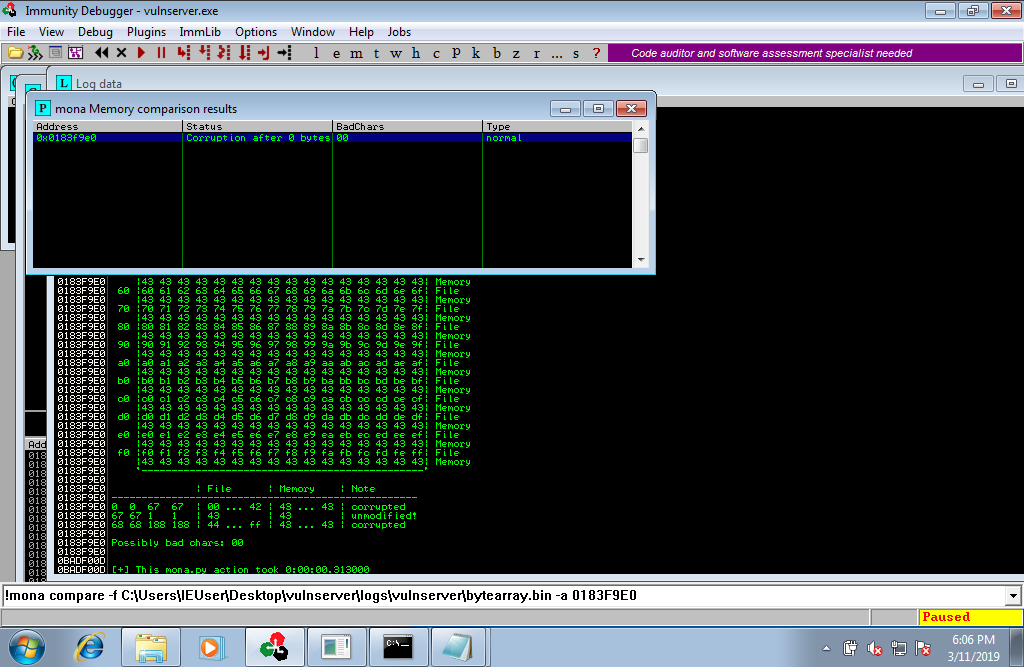 Immunity Debugger - vulnserver.exe
File View Debug Plugins ImmLib Options Window Help Jobs
l e m t w h c P k b z r ... s ? Code auditor and software assessment specialist needed
L Log data
P mona Memory comparison results
Address Status BadChars Type
0x0183f9e0 Corruption after 0 bytes 00 normal
0183F9E0 |43 43 43 43 43 43 43 43 43 43 43 43 43 43 43 43| Memory
0183F9E0 60 |60 61 62 63 64 65 66 67 68 69 6a 6b 6c 6d 6e 6f| File
0183F9E0 |43 43 43 43 43 43 43 43 43 43 43 43 43 43 43 43| Memory
0183F9E0 70 |70 71 72 73 74 75 76 77 78 79 7a 7b 7c 7d 7e 7f| File
0183F9E0 |43 43 43 43 43 43 43 43 43 43 43 43 43 43 43 43| Memory
0183F9E0 80 |80 81 82 83 84 85 86 87 88 89 8a 8b 8c 8d 8e 8f| File
0183F9E0 |43 43 43 43 43 43 43 43 43 43 43 43 43 43 43 43| Memory
0183F9E0 90 |90 91 92 93 94 95 96 97 98 99 9a 9b 9c 9d 9e 9f| File
0183F9E0 |43 43 43 43 43 43 43 43 43 43 43 43 43 43 43 43| Memory
0183F9E0 a0 |a0 a1 a2 a3 a4 a5 a6 a7 a8 a9 aa ab ac ad ae af| File
0183F9E0 |43 43 43 43 43 43 43 43 43 43 43 43 43 43 43 43| Memory
0183F9E0 b0 |b0 b1 b2 b3 b4 b5 b6 b7 b8 b9 ba bb bc bd be bf| File
0183F9E0 |43 43 43 43 43 43 43 43 43 43 43 43 43 43 43 43| Memory
0183F9E0 c0 |c0 c1 c2 c3 c4 c5 c6 c7 c8 c9 ca cb cc cd ce cf| File
0183F9E0 |43 43 43 43 43 43 43 43 43 43 43 43 43 43 43 43| Memory
0183F9E0 d0 |d0 d1 d2 d3 d4 d5 d6 d7 d8 d9 da db dc dd de df| File
0183F9E0 |43 43 43 43 43 43 43 43 43 43 43 43 43 43 43 43| Memory
0183F9E0 e0 |e0 e1 e2 e3 e4 e5 e6 e7 e8 e9 ea eb ec ed ee ef| File
0183F9E0 |43 43 43 43 43 43 43 43 43 43 43 43 43 43 43 43| Memory
0183F9E0 f0 |f0 f1 f2 f3 f4 f5 f6 f7 f8 f9 fa fb fc fd fe ff| File
0183F9E0 |43 43 43 43 43 43 43 43 43 43 43 43 43 43 43 43| Memory
0183F9E0 `-----------------------------------------------'
0183F9E0
0183F9E0 | File | Memory | Note
0183F9E0 ---------------------------------------------------
0183F9E0 0 0 67 67 | 00 ... 42 | 43 ... 43 | corrupted
0183F9E0 67 67 1 1 | 43 | 43 | unmodified!
0183F9E0 68 68 188 188 | 44 ... ff | 43 ... 43 | corrupted
0183F9E0
0183F9E0 Possibly bad chars: 00
0183F9E0
0BADF00D
0BADF00D [+] This mona.py action took 0:00:00.313000
Add
!mona compare -f C:\Users\IEUser\Desktop\vulnserver\logs\vulnserver\bytearray.bin -a 0183F9E0
Paused
6:06 PM
3/11/2019